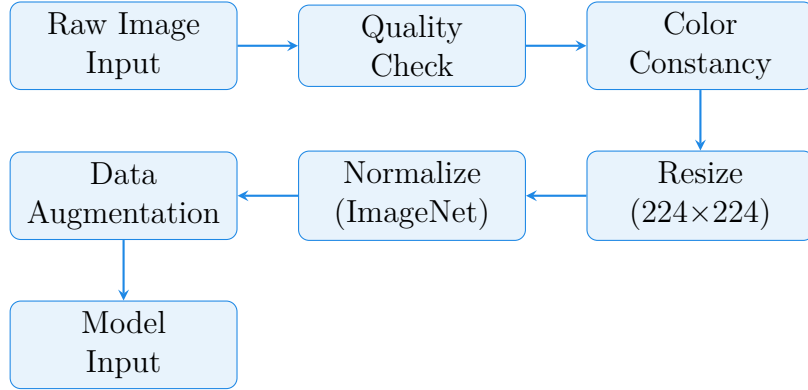 Raw Image
Input
Quality
Check
Color
Constancy
Resize
(224×224)
Normalize
(ImageNet)
Data
Augmentation
Model
Input